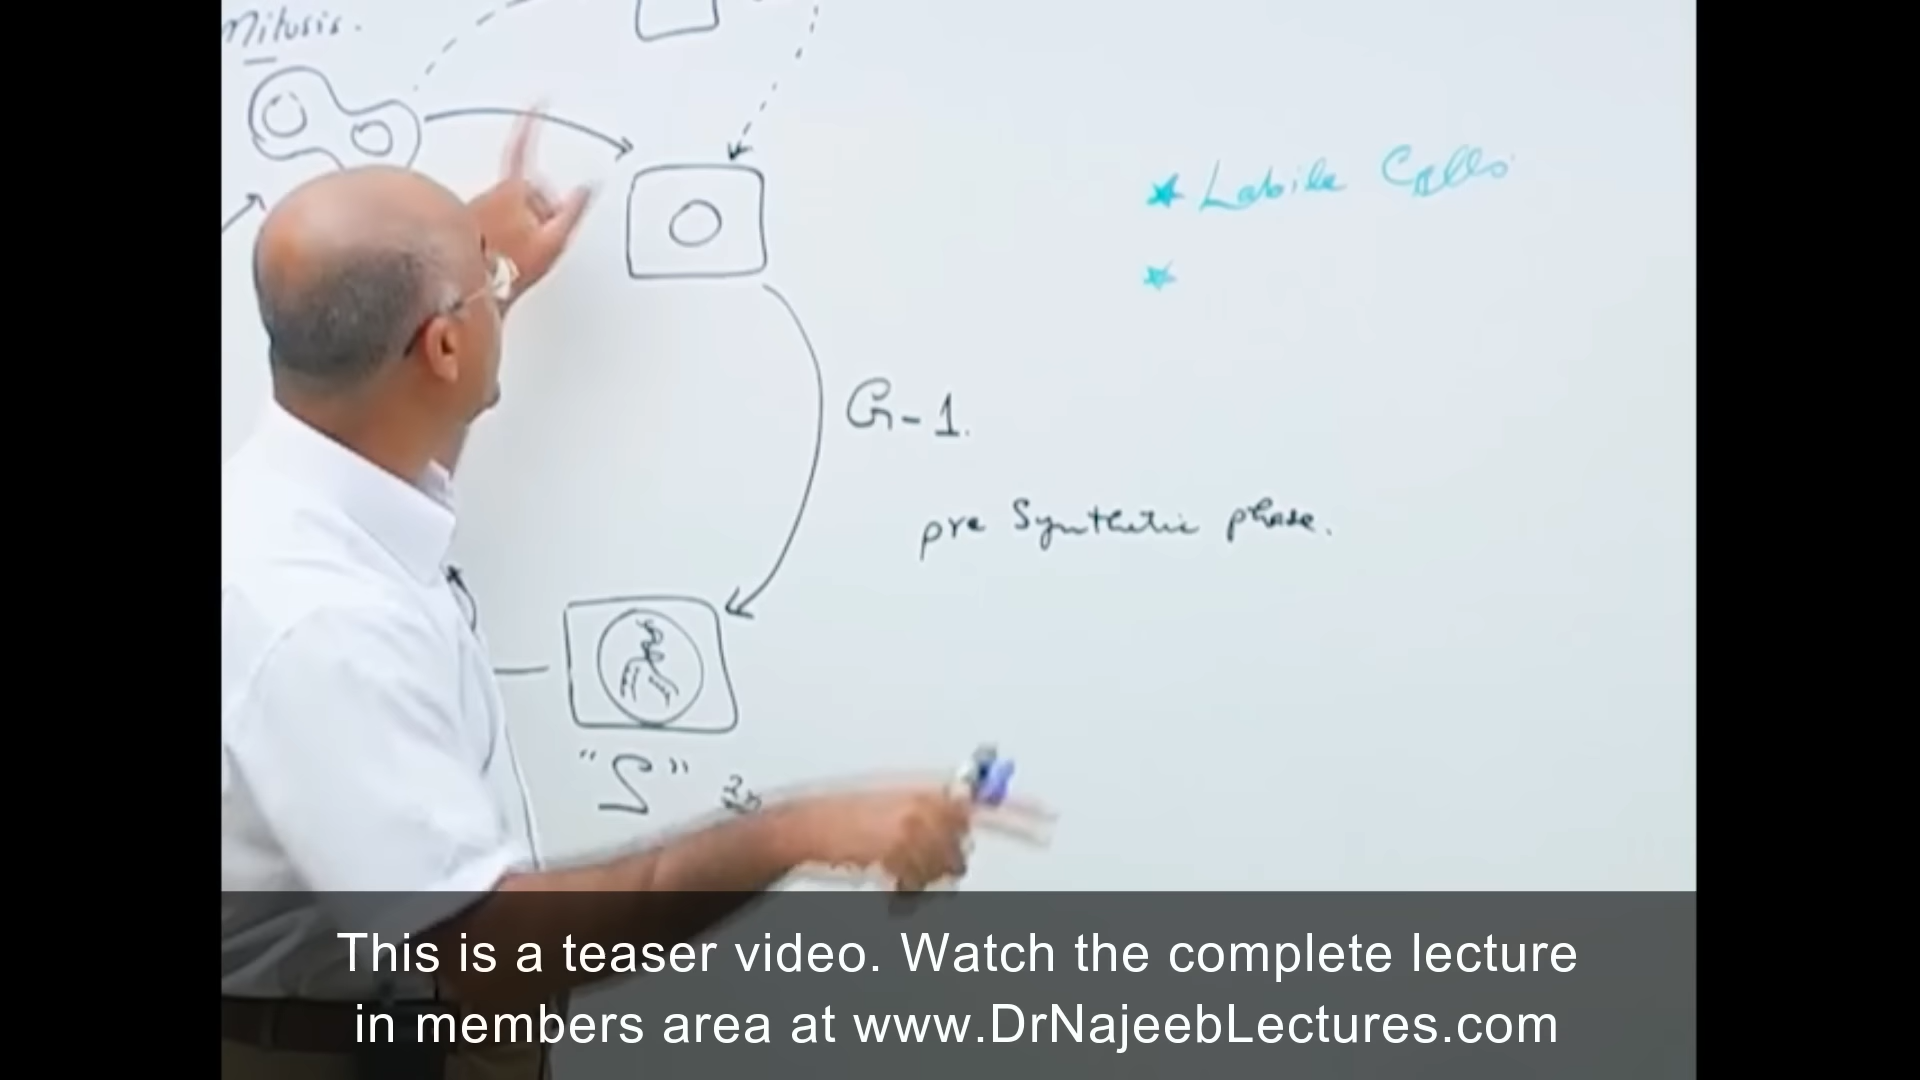 Mitosis.
* Labile Cells
*
G-1.
pre Synthetic phase.
"S"
This is a teaser video. Watch the complete lecture
in members area at www.DrNajeebLectures.com